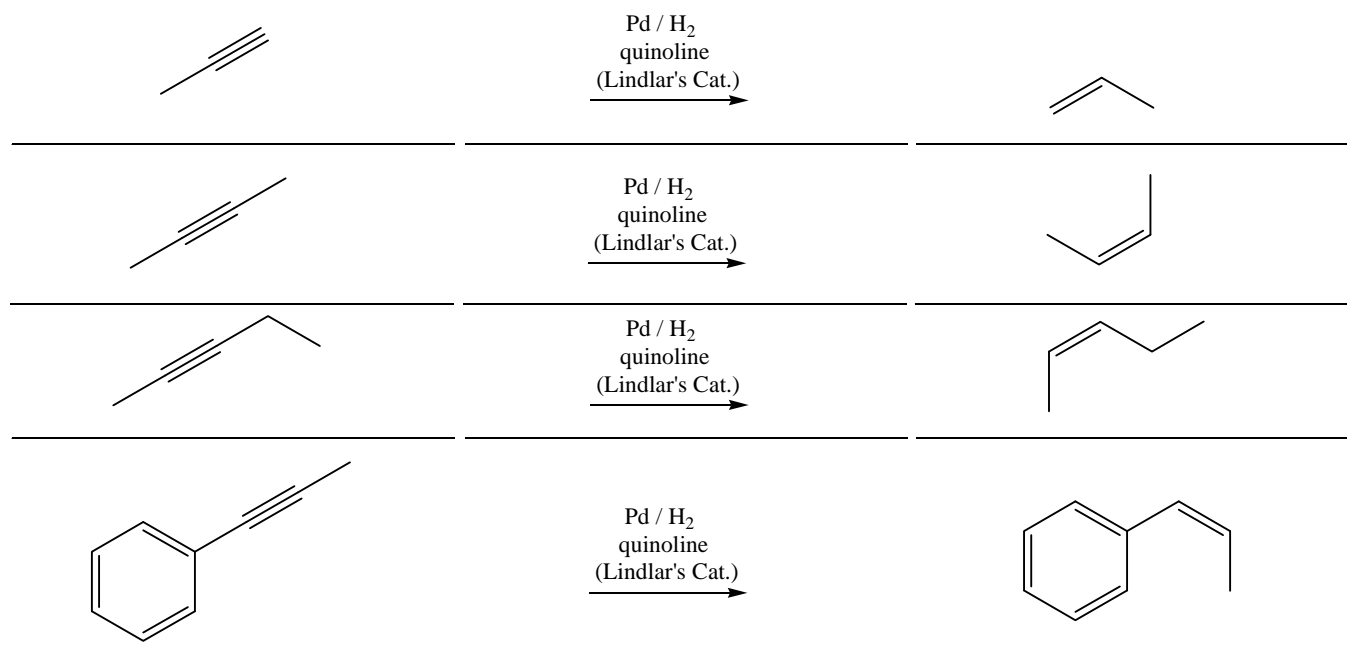 Pd / H2
quinoline
(Lindlar's Cat.)
Pd / H2
quinoline
(Lindlar's Cat.)
Pd / H2
quinoline
(Lindlar's Cat.)
Pd / H2
quinoline
(Lindlar's Cat.)